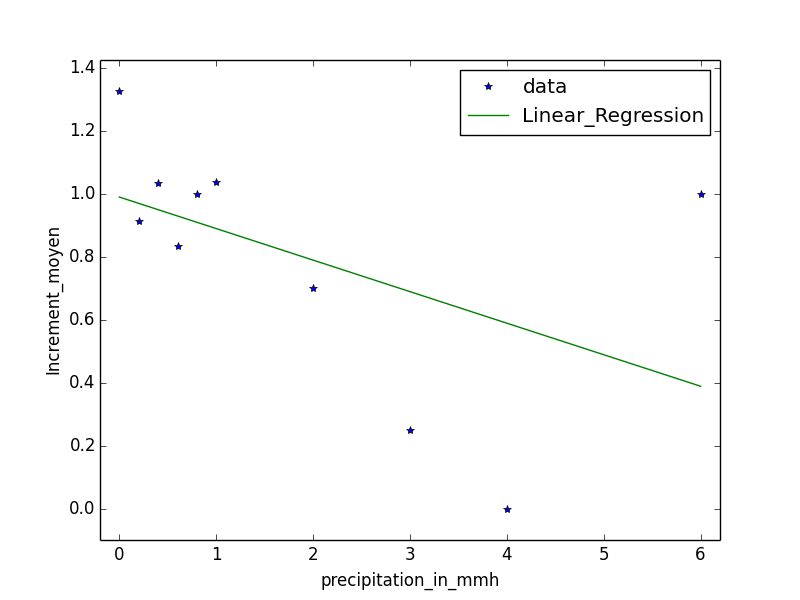 data
Linear_Regression
1.4
1.2
1.0
0.8
0.6
0.4
0.2
0.0
Increment_moyen
0 1 2 3 4 5 6
precipitation_in_mmh